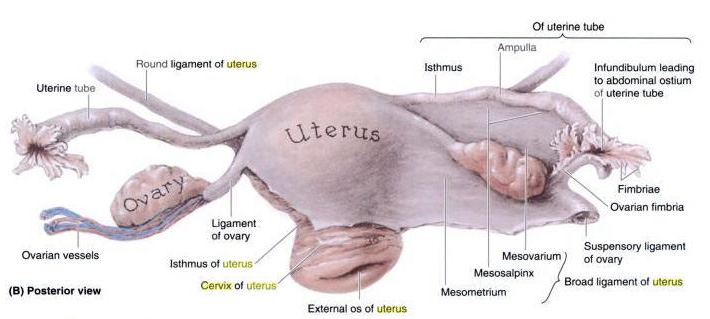 Of uterine tube
Ampulla
Round ligament of uterus
Isthmus
Infundibulum leading
to abdominal ostium
of uterine tube
Uterine tube
Uterus
Ovary
Fimbriae
Ovarian fimbria
Ligament
of ovary
Ovarian vessels
Isthmus of uterus
Mesovarium
Suspensory ligament
of ovary
Mesosalpinx
Broad ligament of uterus
Cervix of uterus
Mesometrium
(B) Posterior view
External os of uterus